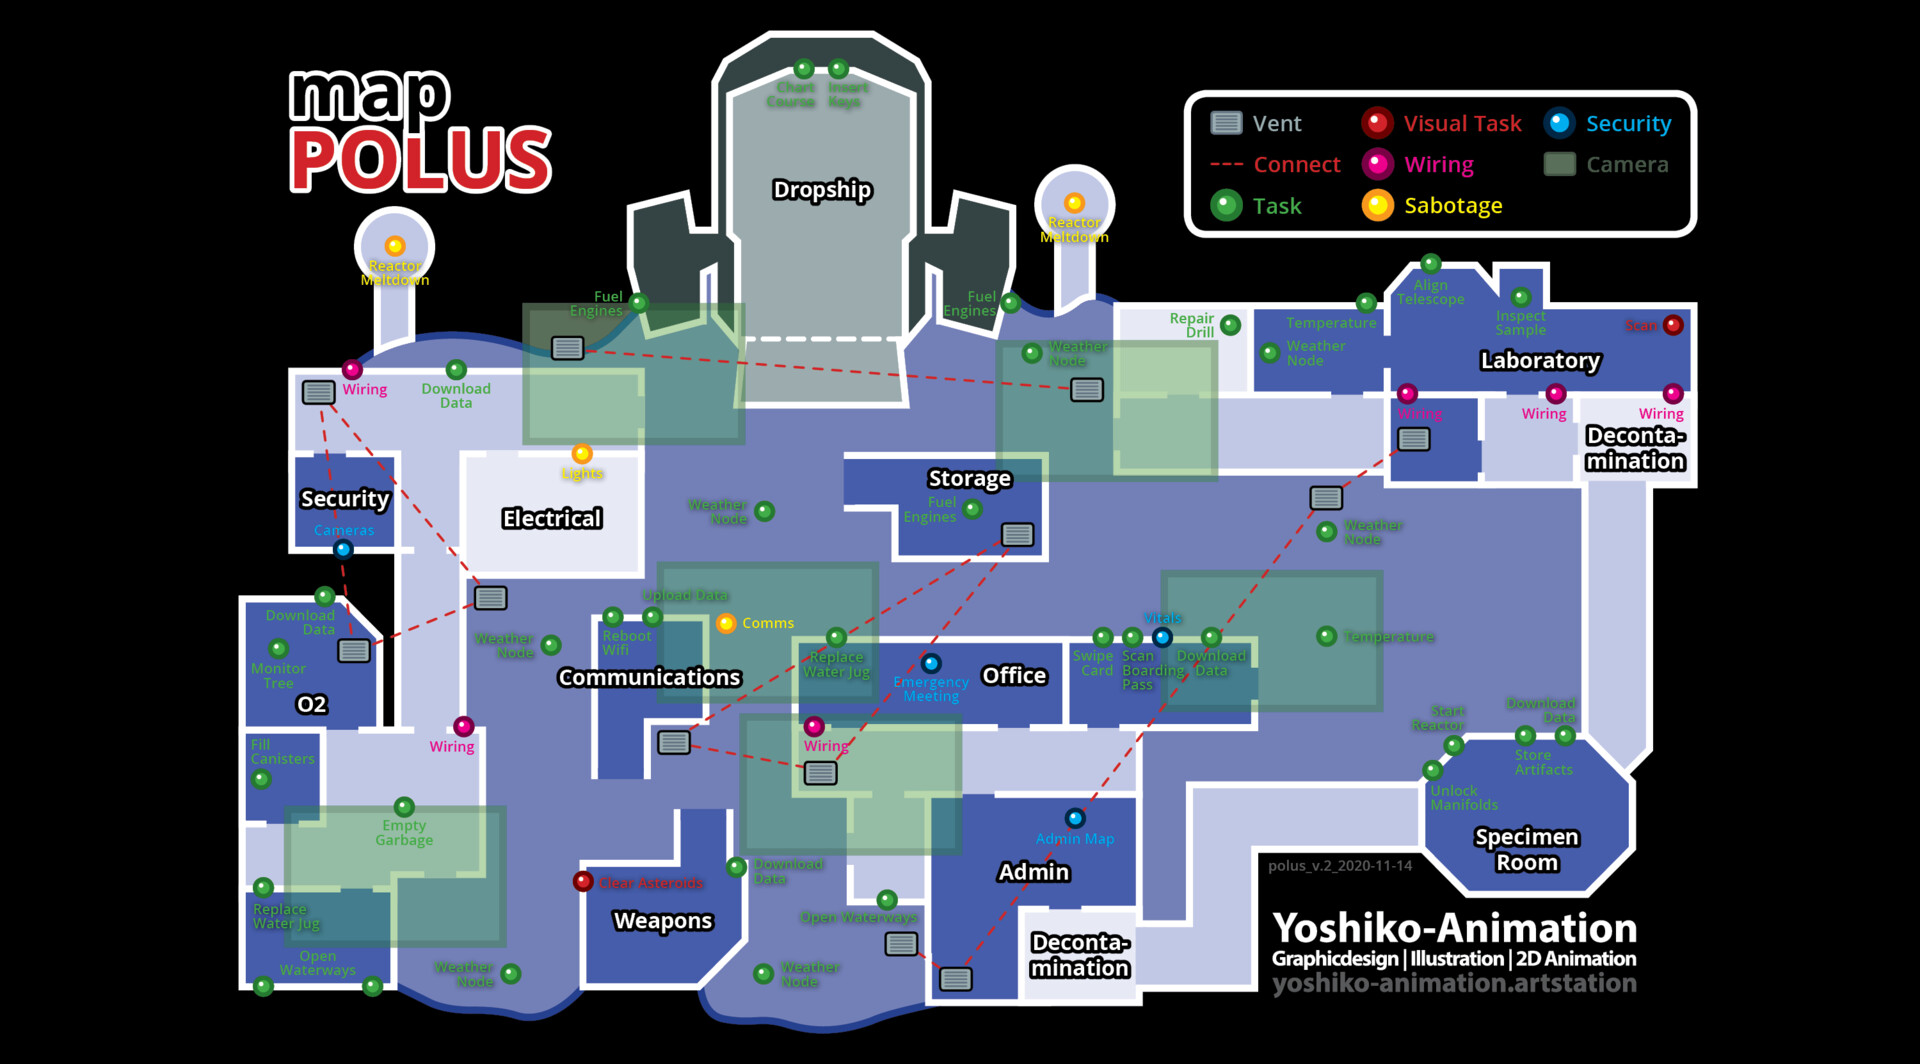 map
POLUS
Vent
Visual Task
Security
Connect
Wiring
Camera
Task
Sabotage
Chart
Course
Insert
Keys
Dropship
Reactor
Meltdown
Reactor
Meltdown
Fuel
Engines
Fuel
Engines
Align
Telescope
Inspect
Sample
Scan
Temperature
Repair
Drill
Weather
Node
Weather
Node
Laboratory
Wiring
Download
Data
Wiring
Wiring
Wiring
Deconta-
mination
Lights
Security
Cameras
Electrical
Storage
Fuel
Engines
Weather
Node
Weather
Node
Download
Data
Monitor
Tree
O2
Weather
Node
Upload Data
Reboot
Wifi
Comms
Communications
Replace
Water Jug
Emergency
Meeting
Office
Vitals
Swipe
Card
Scan
Boarding
Pass
Download
Data
Temperature
Wiring
Wiring
Fill
Canisters
Start
Reactor
Download
Data
Store
Artifacts
Unlock
Manifolds
Specimen
Room
Empty
Garbage
Admin Map
Admin
Clear Asteroids
Download
Data
Weapons
Replace
Water Jug
Open
Waterways
Open Waterways
Weather
Node
Weather
Node
Deconta-
mination
polus_v.2_2020-11-14
Yoshiko-Animation
Graphicdesign | Illustration | 2D Animation
yoshiko-animation.artstation